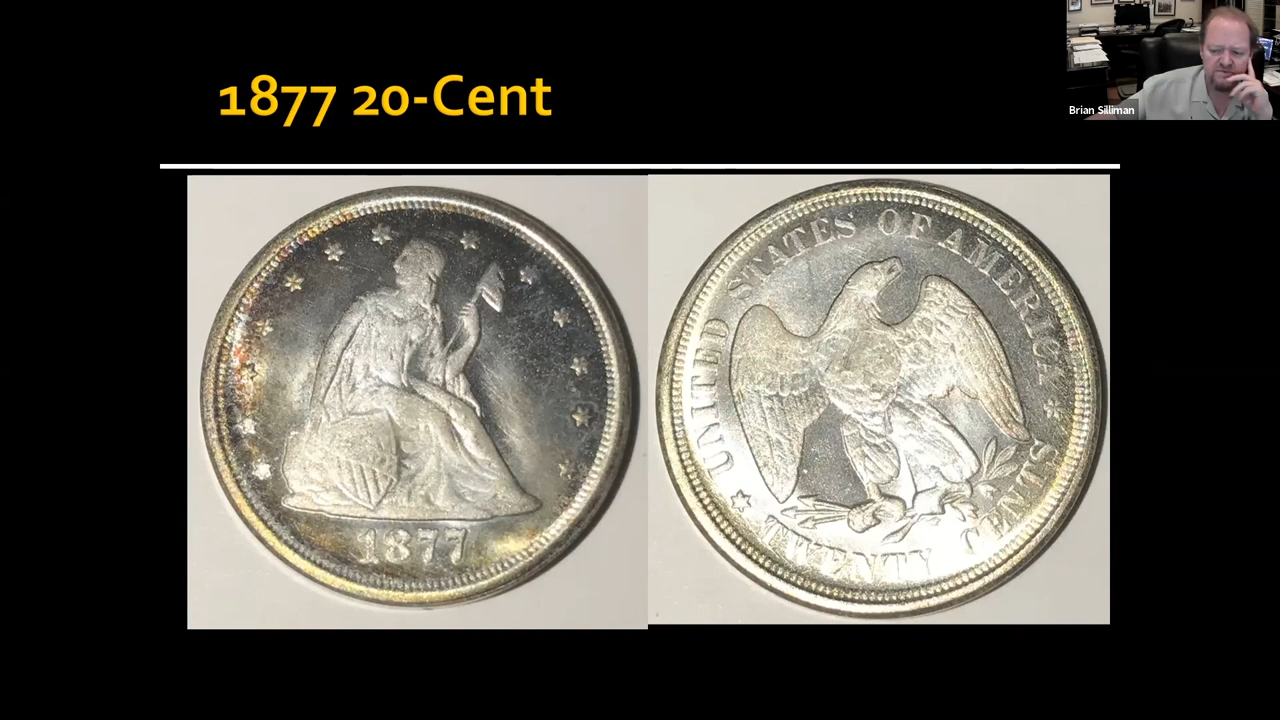 1877 20-Cent
Brian Silliman
1877
UNITED STATES OF AMERICA
TWENTY CENTS